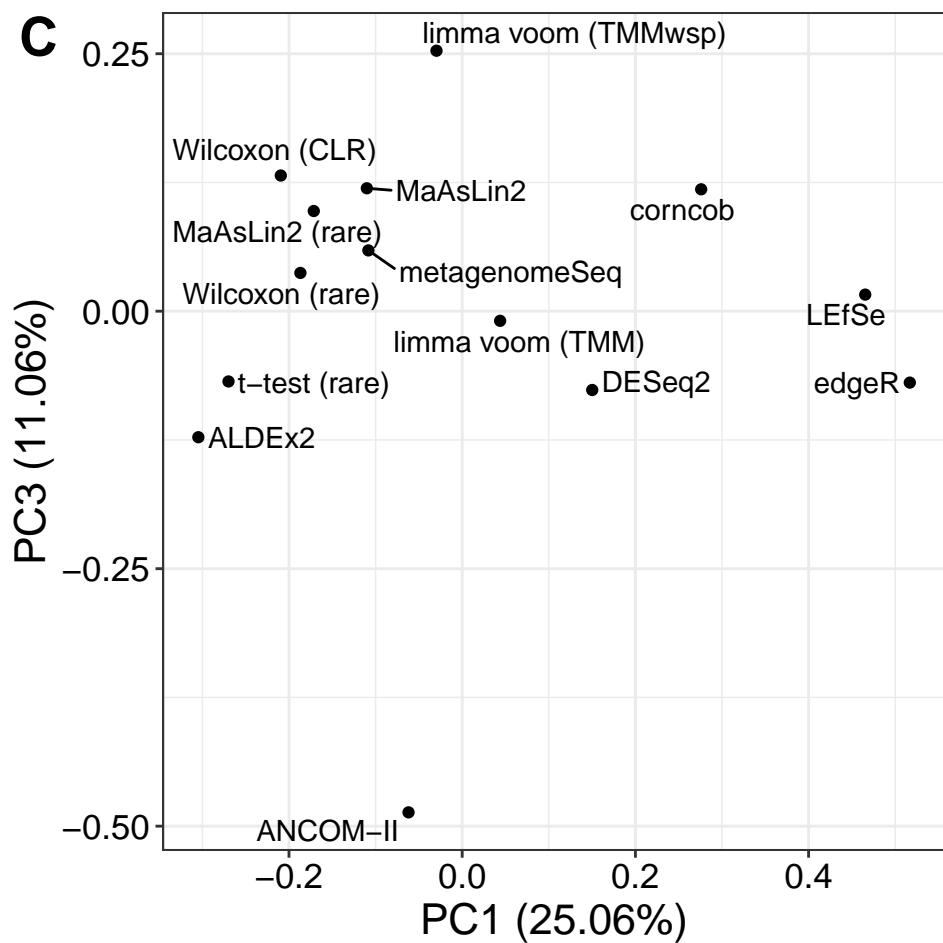 C
limma voom (TMMwsp)
0.25
Wilcoxon (CLR)
MaAsLin2
corncob
MaAsLin2 (rare)
metagenomeSeq
Wilcoxon (rare)
0.00
LEfSe
limma voom (TMM)
t−test (rare)
DESeq2
edgeR
ALDEx2
PC3 (11.06%)
−0.25
−0.50
ANCOM−II
−0.2
0.0
0.2
0.4
PC1 (25.06%)